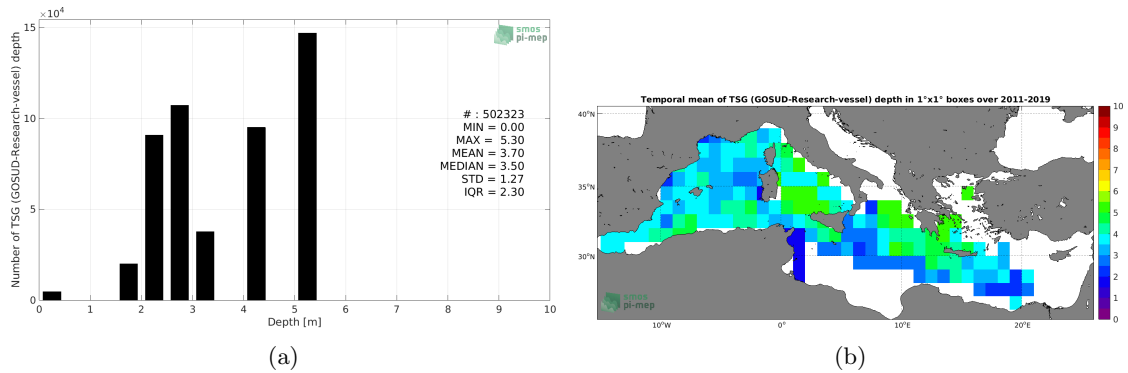 ×10⁴
15
10
5
0
Number of TSG (GOSUD-Research-vessel) depth
smos
pi-mep
# : 502323
MIN = 0.00
MAX = 5.30
MEAN = 3.70
MEDIAN = 3.50
STD = 1.27
IQR = 2.30
0 1 2 3 4 5 6 7 8 9 10
Depth [m]
(a)
Temporal mean of TSG (GOSUD-Research-vessel) depth in 1°x1° boxes over 2011-2019
40°N
35°N
30°N
10°W 0° 10°E 20°E
smos
pi-mep
10
9
8
7
6
5
4
3
2
1
0
(b)